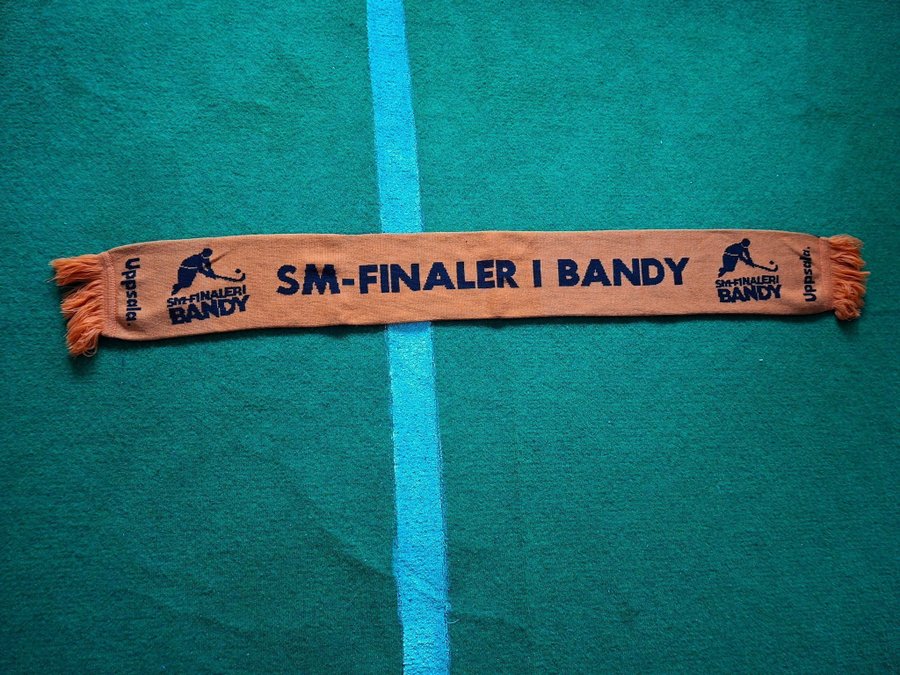 Uppsala.
SM-FINALER I
BANDY
SM-FINALER I BANDY
SM-FINALER I
BANDY
Uppsala.